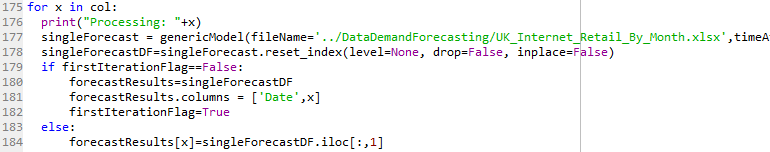 175 for x in col:
176     print("Processing: "+x)
177     singleForecast = genericModel(fileName='../DataDemandForecasting/UK_Internet_Retail_By_Month.xlsx',timeA
178     singleForecastDF=singleForecast.reset_index(level=None, drop=False, inplace=False)
179     if firstIterationFlag==False:
180         forecastResults=singleForecastDF
181         forecastResults.columns = ['Date',x]
182         firstIterationFlag=True
183     else:
184         forecastResults[x]=singleForecastDF.iloc[:,1]